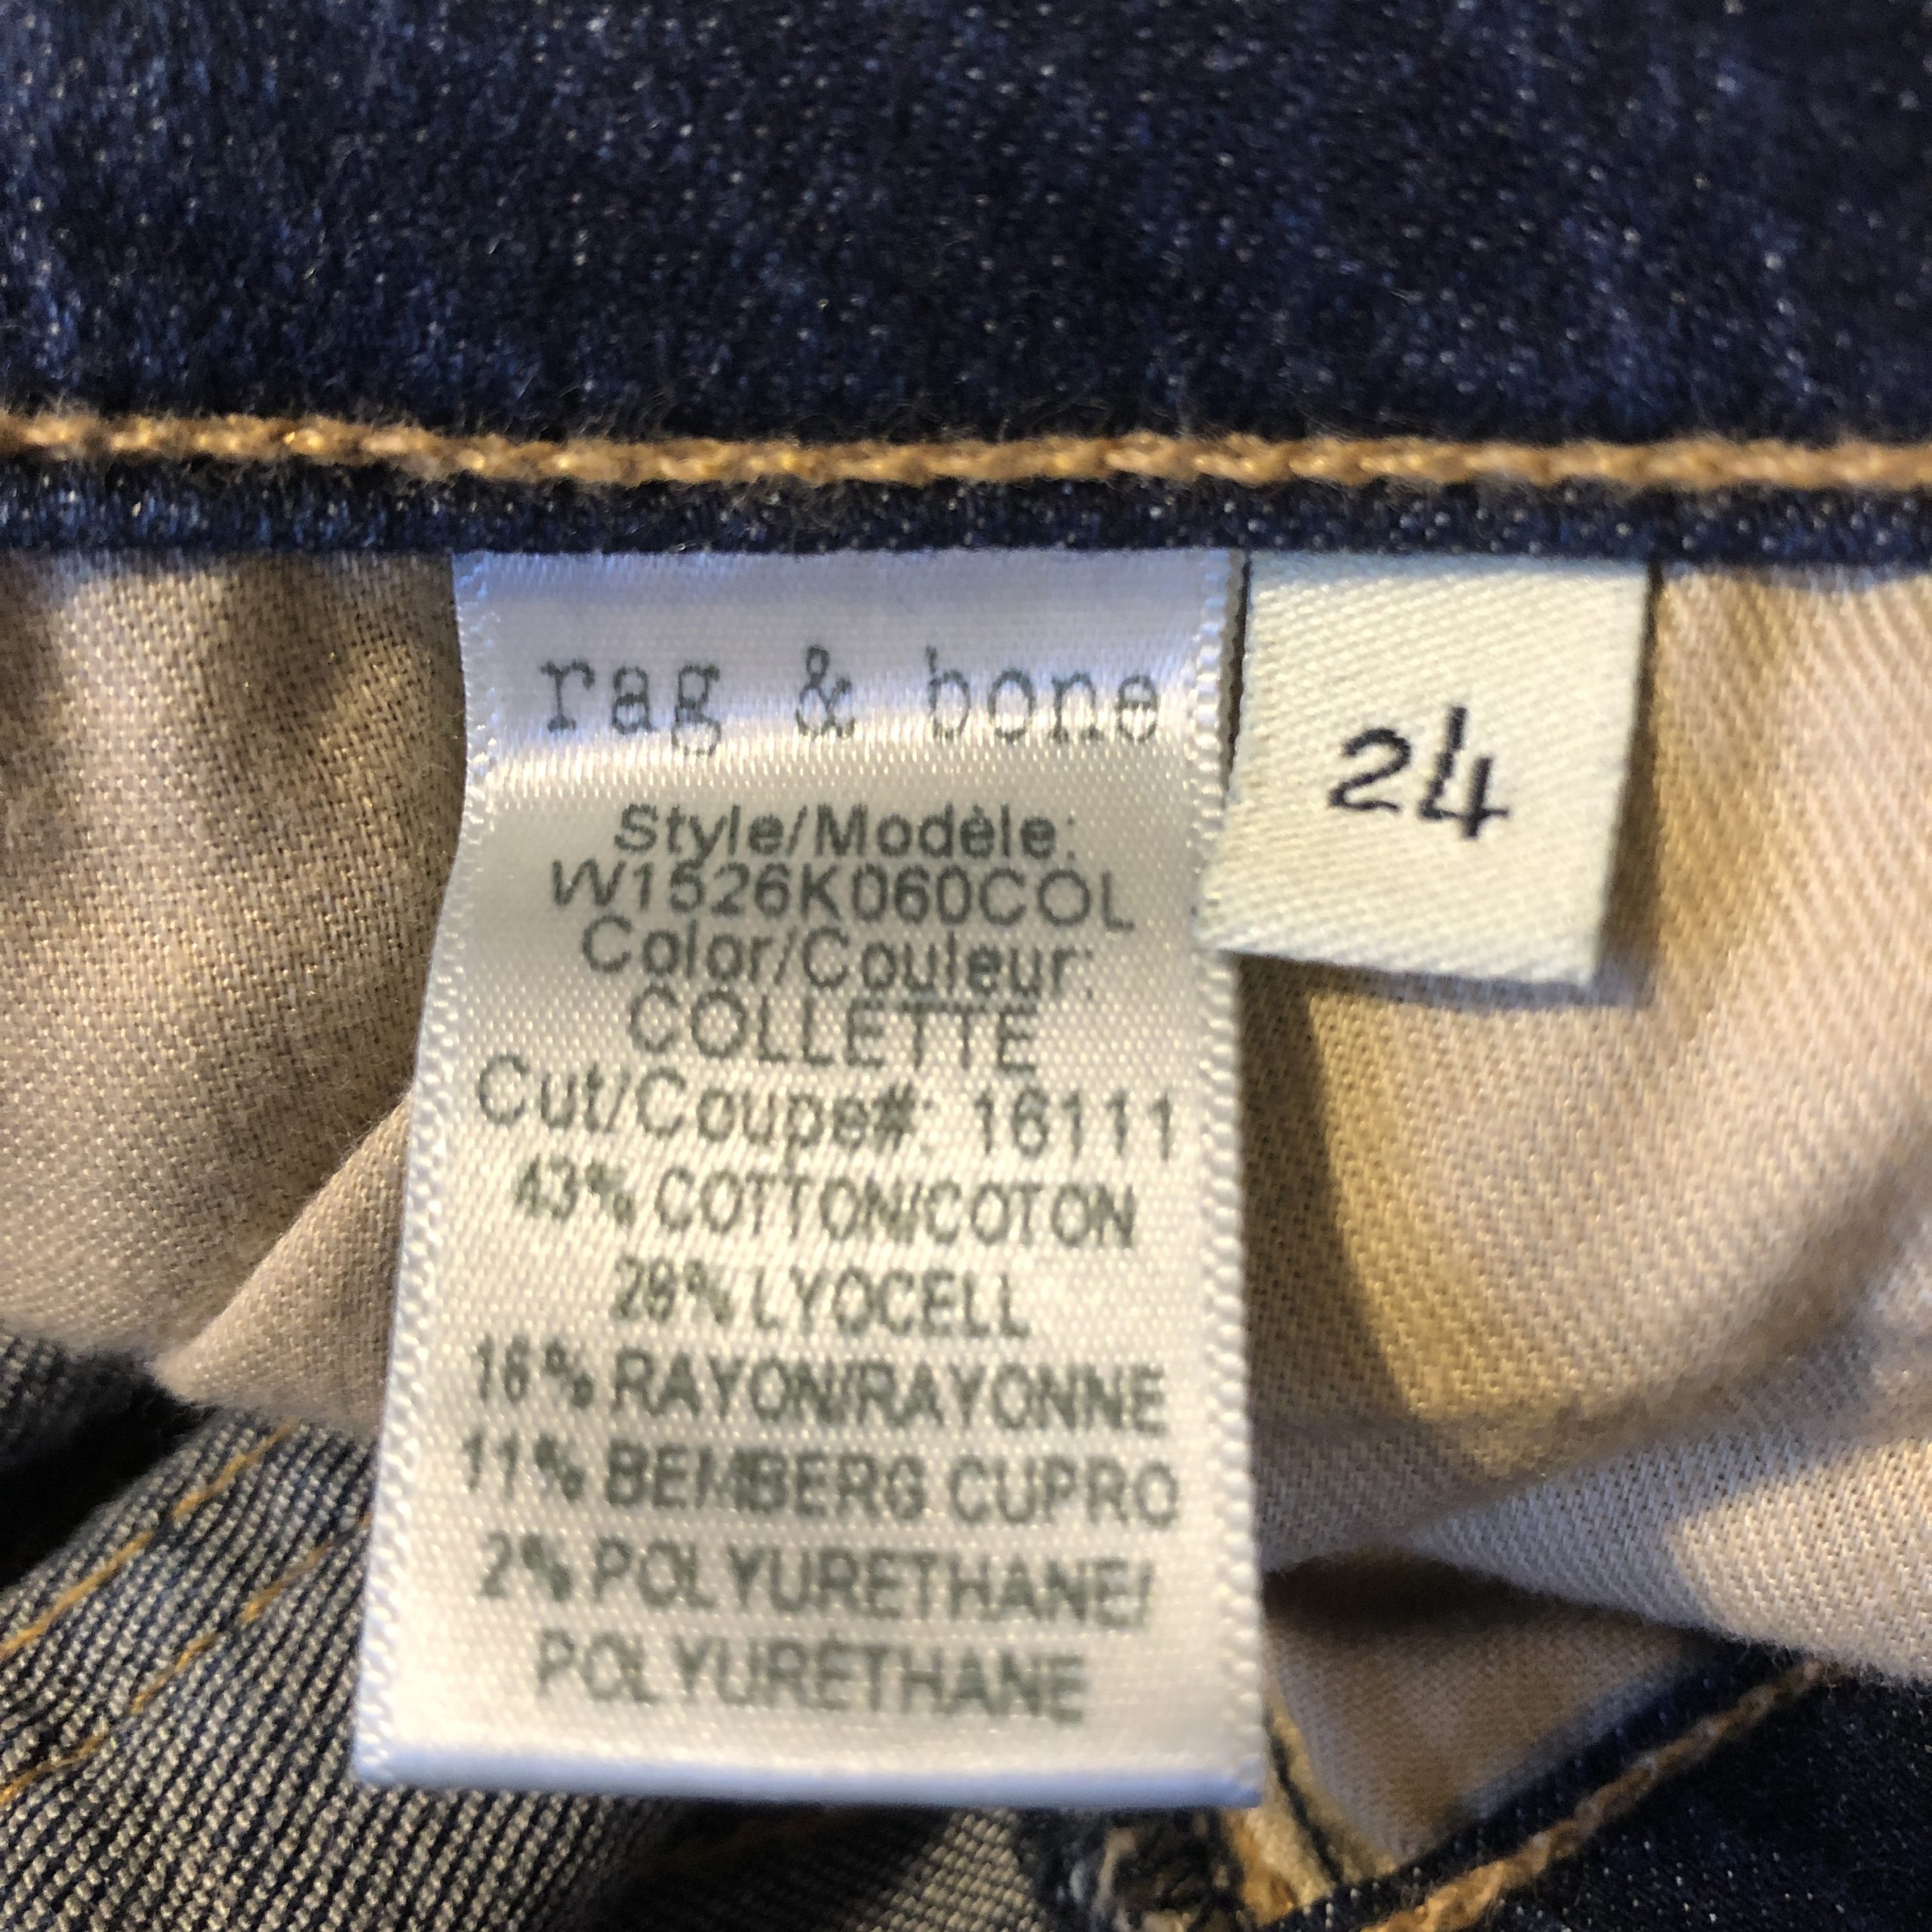 rag & bone
24
Style/Modèle:
W1526K060COL
Color/Couleur:
COLLETTE
Cut/Coupe#: 16111
43% COTTON/COTON
28% LYOCELL
16% RAYON/RAYONNE
11% BEMBERG CUPRO
2% POLYURETHANE/
POLYURÉTHANE